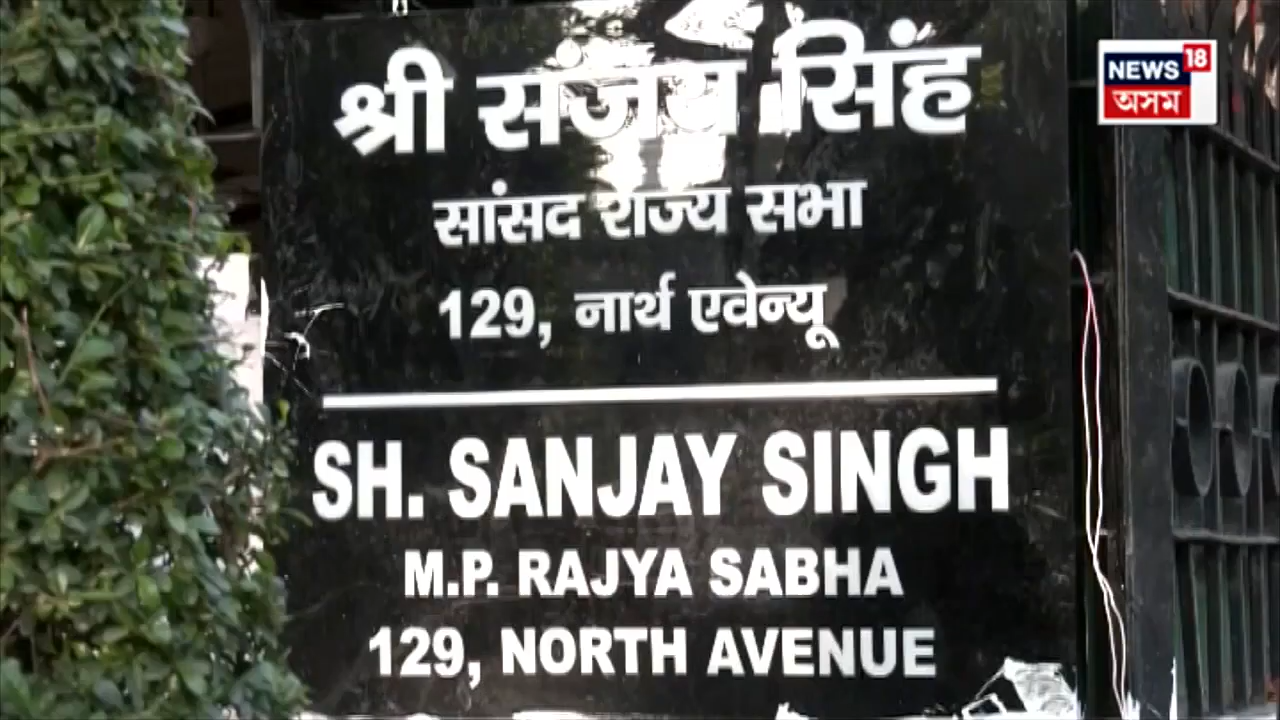 श्री संजय सिंह
सांसद राज्य सभा
129, नार्थ एवेन्यू
SH. SANJAY SINGH
M.P. RAJYA SABHA
129, NORTH AVENUE
NEWS 18
অসম